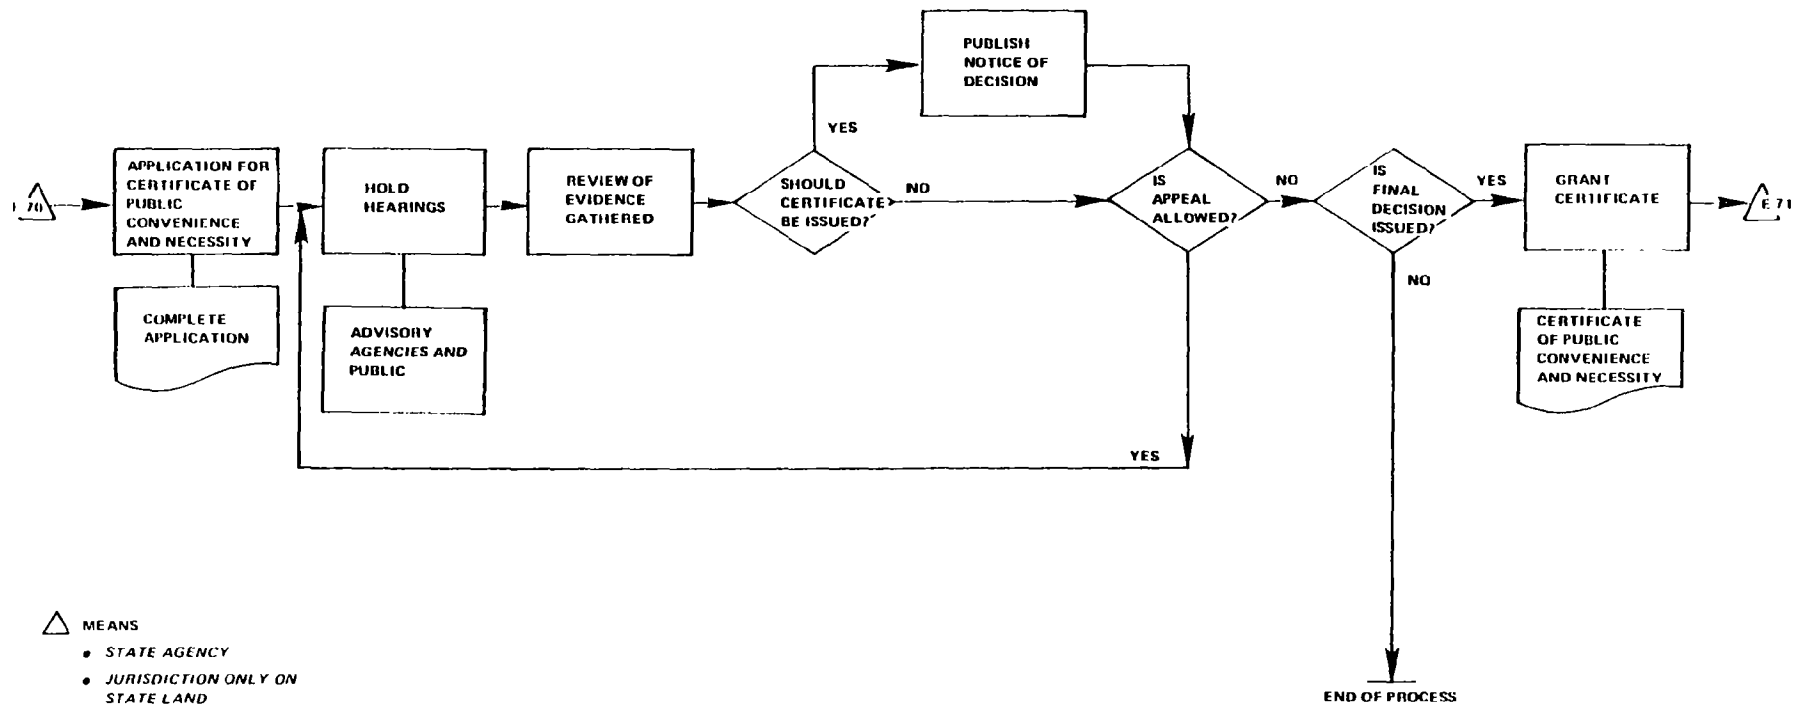 PUBLISH
NOTICE OF
DECISION
YES
70
APPLICATION FOR
CERTIFICATE OF
PUBLIC
CONVENIENCE
AND NECESSITY
HOLD
HEARINGS
REVIEW OF
EVIDENCE
GATHERED
SHOULD
CERTIFICATE
BE ISSUED?
NO
IS
APPEAL
ALLOWED?
NO
IS
FINAL
DECISION
ISSUED?
YES
GRANT
CERTIFICATE
E 71
NO
COMPLETE
APPLICATION
ADVISORY
AGENCIES AND
PUBLIC
CERTIFICATE
OF PUBLIC
CONVENIENCE
AND NECESSITY
YES
MEANS
• STATE AGENCY
• JURISDICTION ONLY ON
STATE LAND
END OF PROCESS